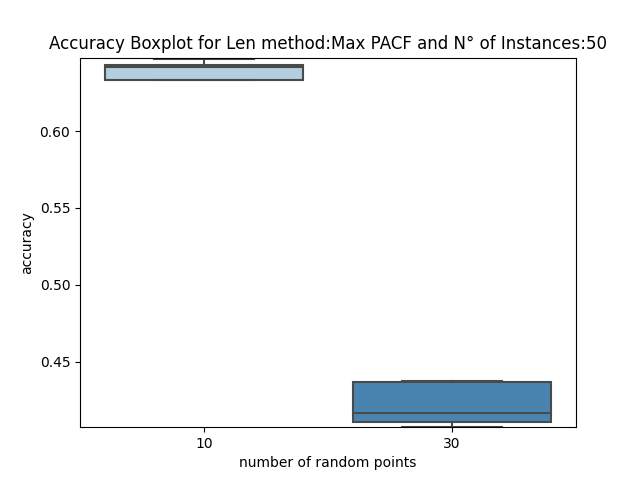 Accuracy Boxplot for Len method:Max PACF and N° of Instances:50
0.60
0.55
0.50
0.45
accuracy
10 30
number of random points